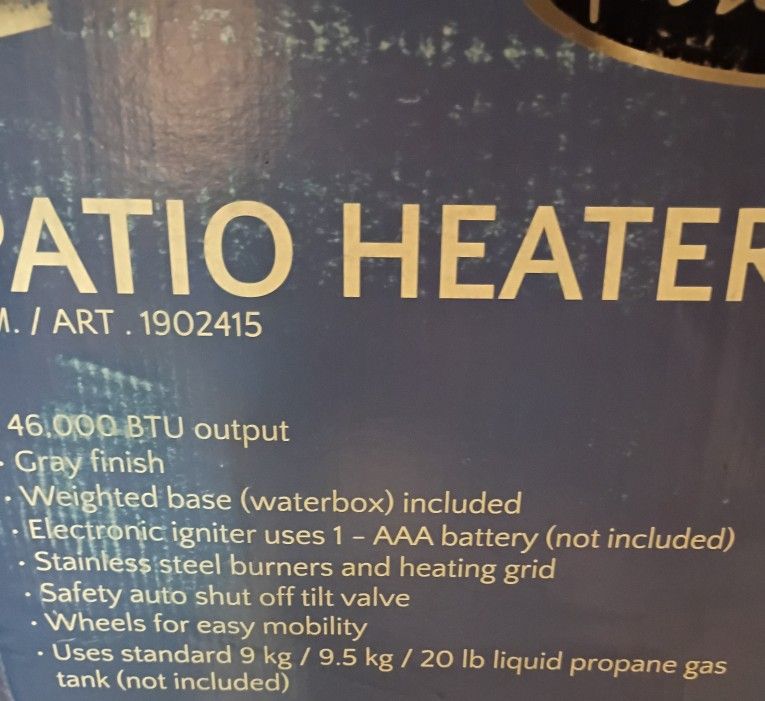 PATIO HEATER
M. / ART . 1902415
46,000 BTU output
· Gray finish
· Weighted base (waterbox) included
· Electronic igniter uses 1 – AAA battery (not included)
· Stainless steel burners and heating grid
· Safety auto shut off tilt valve
· Wheels for easy mobility
· Uses standard 9 kg / 9.5 kg / 20 lb liquid propane gas
tank (not included)